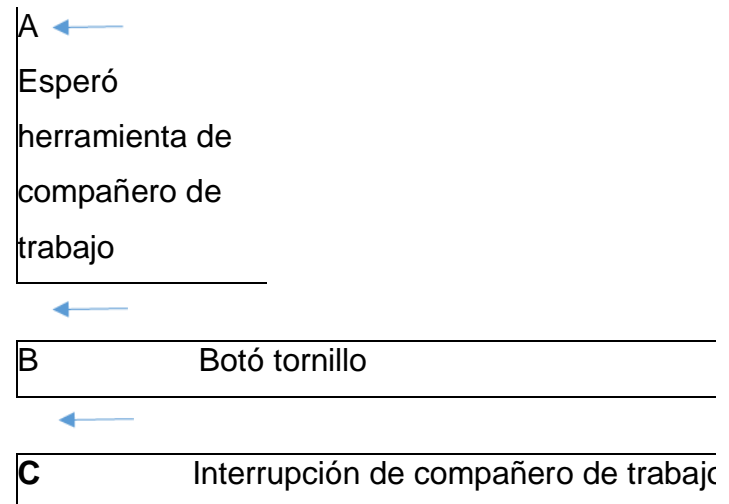 A
Esperó
herramienta de
compañero de
trabajo
B Botó tornillo
C Interrupción de compañero de trabajo